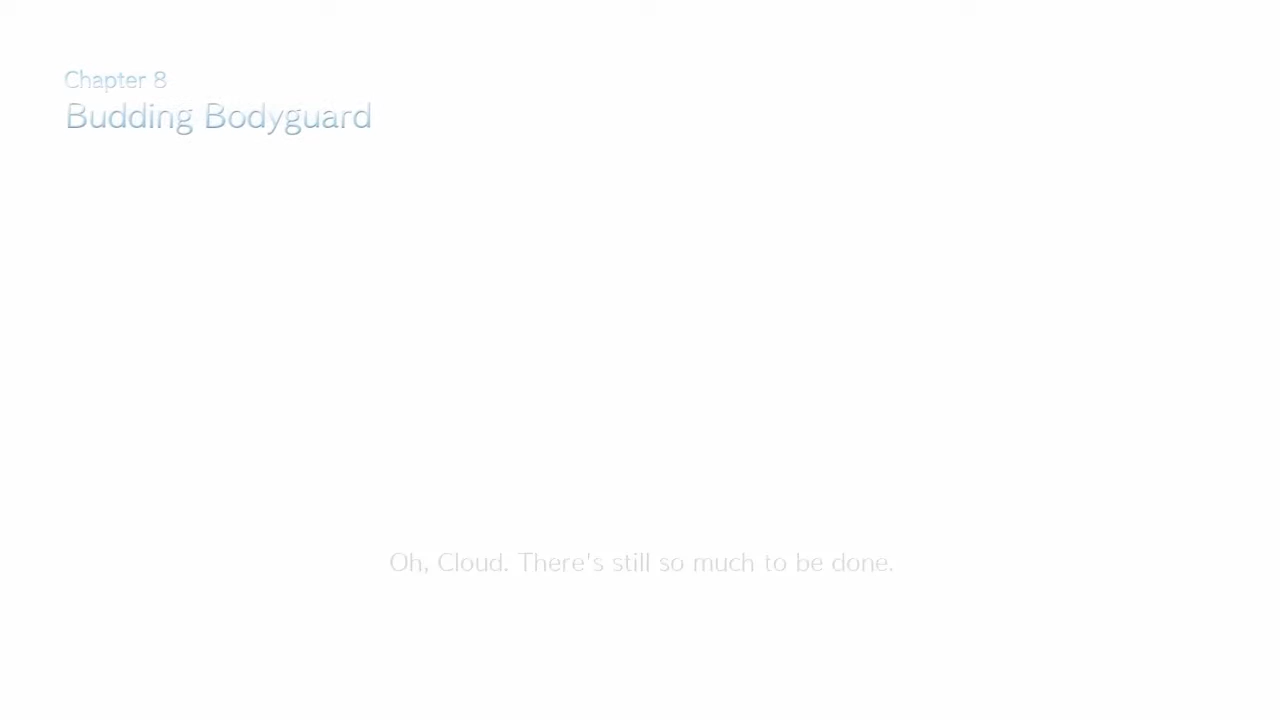 Chapter 8
Budding Bodyguard
Oh, Cloud. There's still so much to be done.